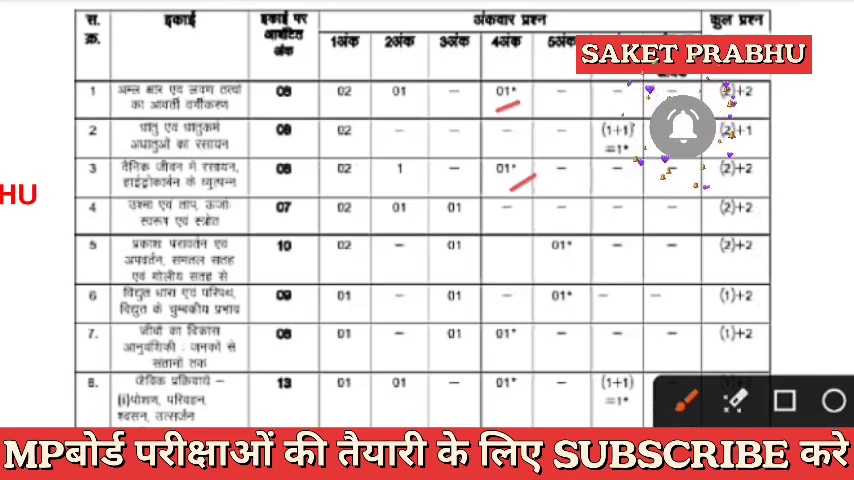 स. क्र. इकाई इकाई पर आबंटित अंक अंकवार प्रश्न कुल प्रश्न
1अंक 2अंक 3अंक 4अंक 5अंक
SAKET PRABHU
1 अम्ल क्षार एवं लवण तत्वों का आवर्ती वर्गीकरण 08 02 01 – 01* – – – (2)+2
2 धातु एवं धातुकर्म अधातुओं का रसायन 08 02 – – – – (1+1) =1* (2)+1
3 दैनिक जीवन में रसायन, हाईड्रोकार्बन के व्युत्पन्न 08 02 1 – 01* – – – (2)+2
HU
4 उश्मा एवं ताप, ऊर्जाः स्वरूप एवं स्त्रोत 07 02 01 01 – – – – (2)+2
5 प्रकाश परावर्तन एवं अपवर्तन, समतल सतह एवं गोलीय सतह से 10 02 – 01 01* – – (2)+2
6 विद्युत धारा एवं परिपथ, विद्युत के चुम्बकीय प्रभाव 09 01 – 01 – 01* – – (1)+2
7. जीवों का विकास आनुवंशिकी : जनकों से संतानों तक 08 01 – 01 01* – – – (1)+2
8. जैविक प्रक्रियाये – (i)पोशण, परिवहन, श्वसन, उत्सर्जन 13 01 01 – 01* – (1+1) =1*
MPबोर्ड परीक्षाओं की तैयारी के लिए SUBSCRIBE करे